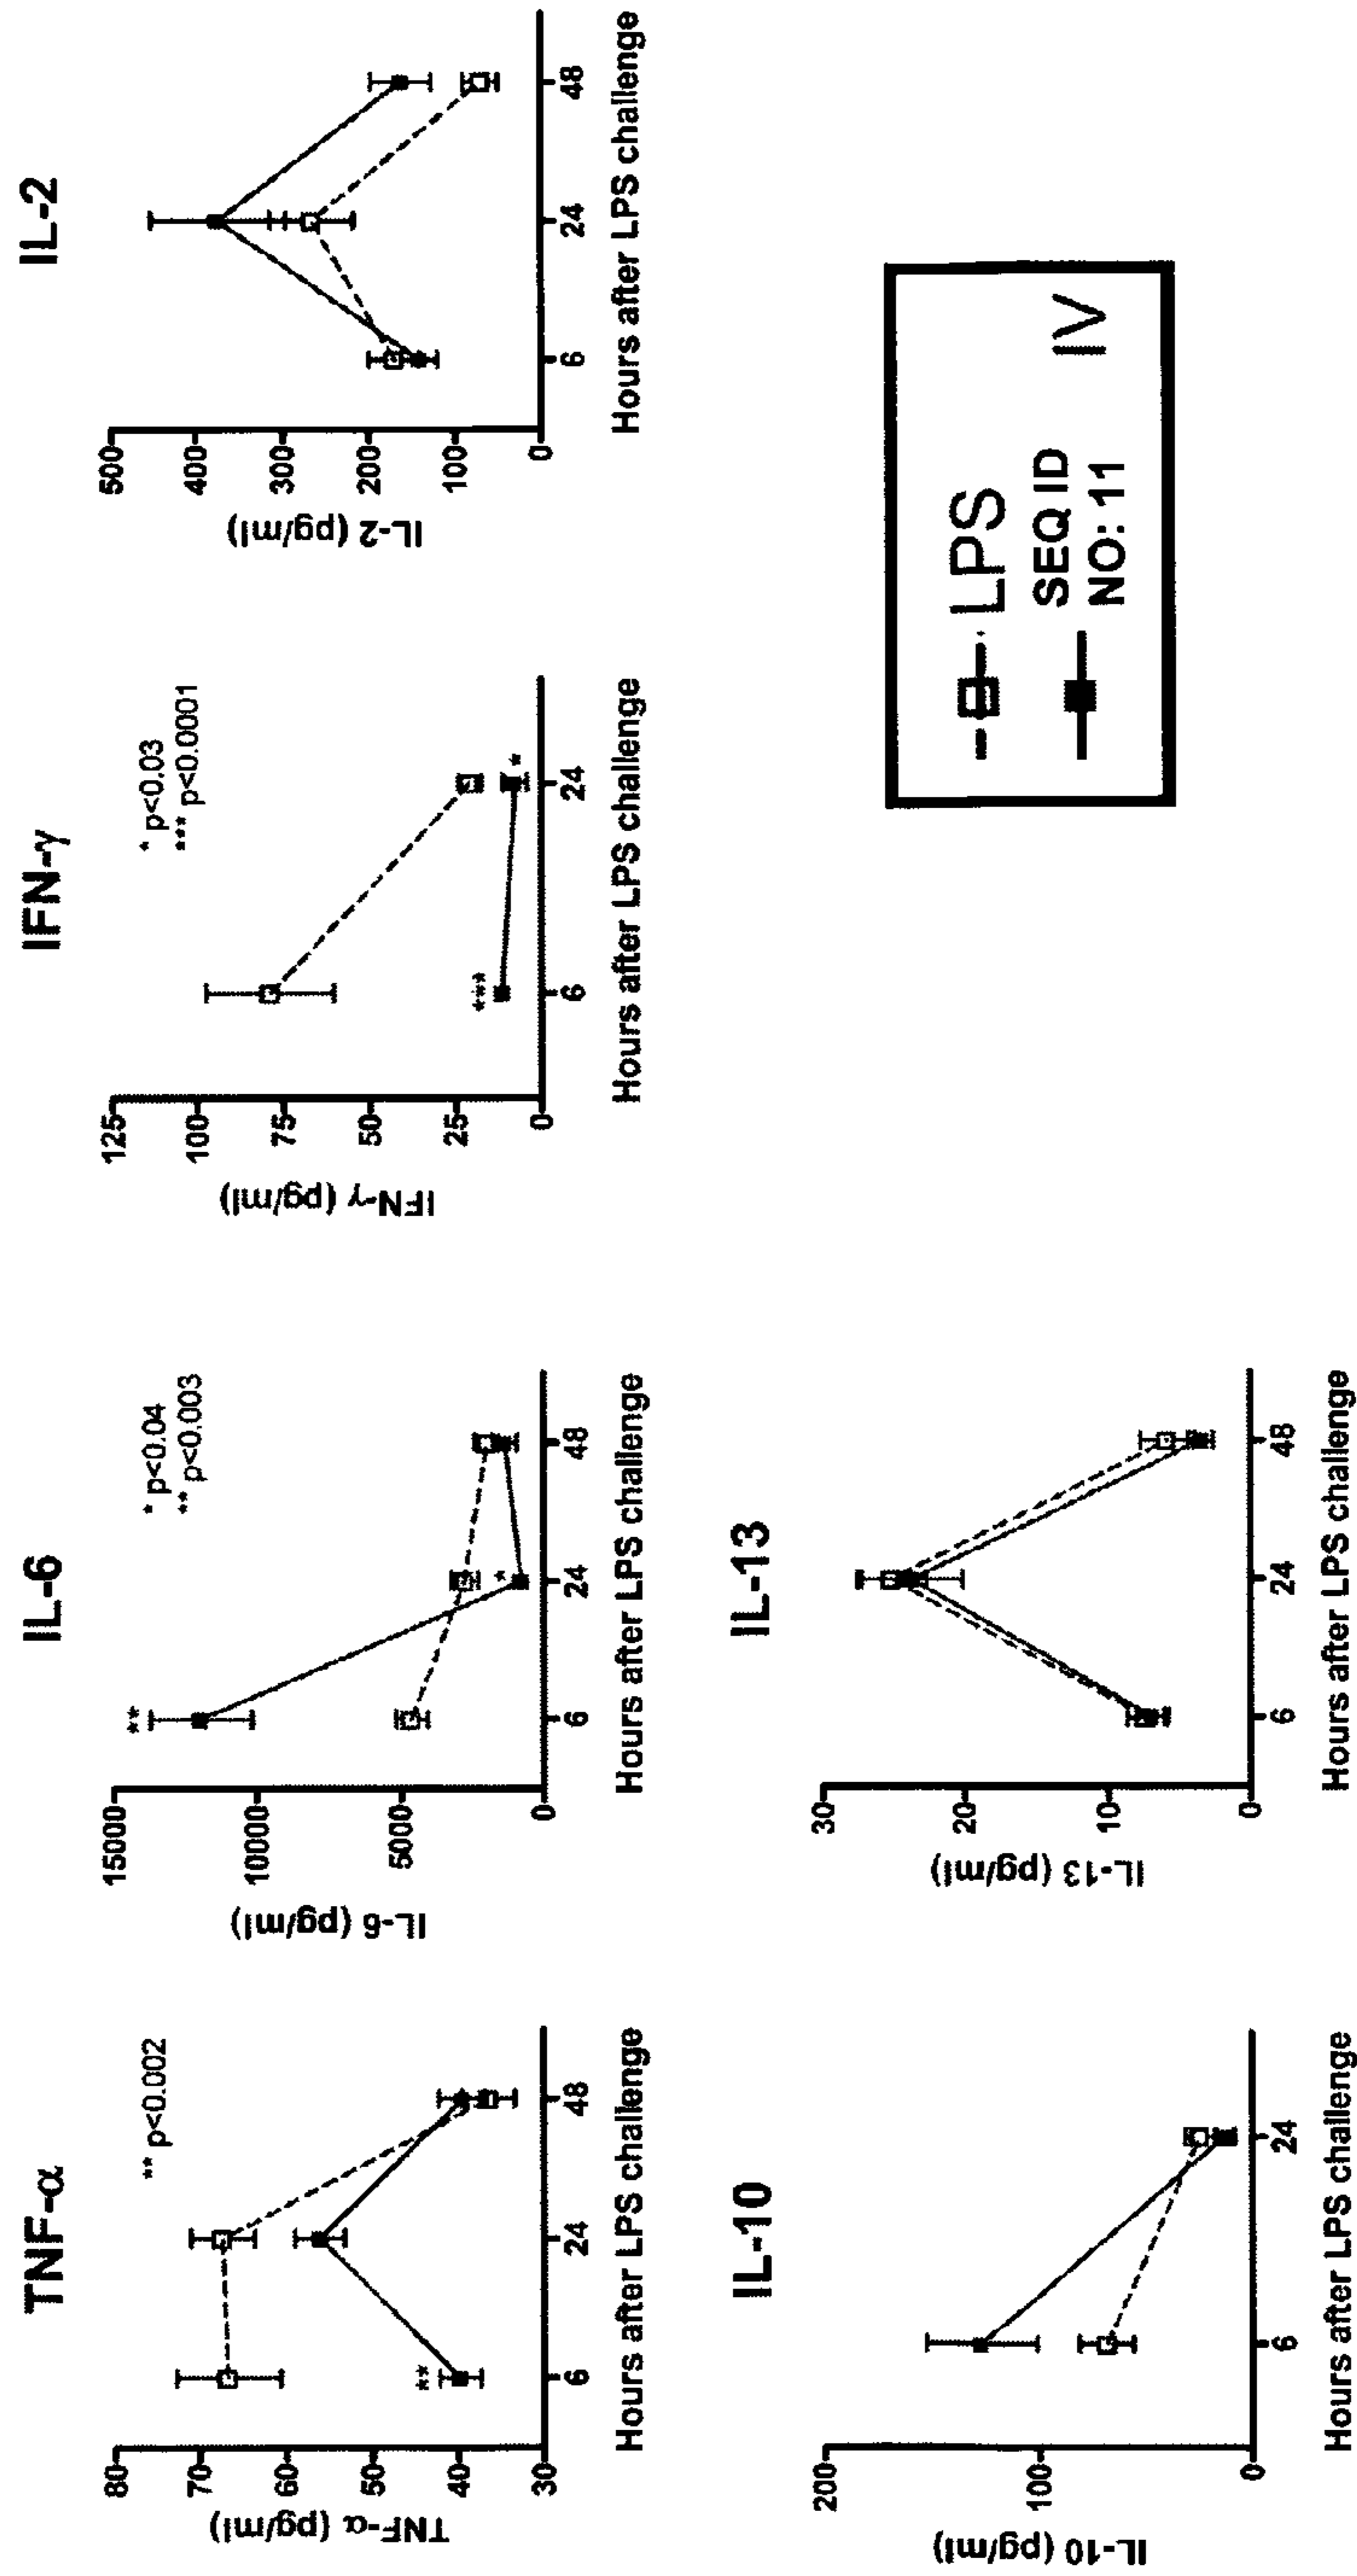 TNF-α
** p<0.002
TNF-α (pg/ml)
80
70
60
50
40
30
6
24
48
**
Hours after LPS challenge
IL-6
* p<0.04
** p<0.003
IL-6 (pg/ml)
15000
10000
5000
0
6
24
48
**
*
Hours after LPS challenge
IFN-γ
* p<0.03
*** p<0.0001
IFN-γ (pg/ml)
125
100
75
50
25
0
6
24
***
*
Hours after LPS challenge
IL-2
IL-2 (pg/ml)
500
400
300
200
100
0
6
24
48
Hours after LPS challenge
IL-10
IL-10 (pg/ml)
200
100
0
6
24
Hours after LPS challenge
IL-13
IL-13 (pg/ml)
30
20
10
0
6
24
48
Hours after LPS challenge
LPS
SEQ ID
NO: 11
IV